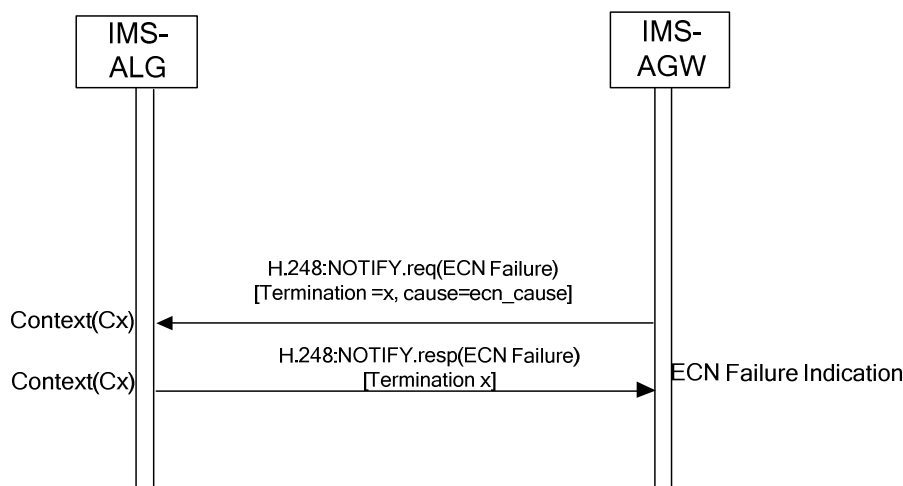 IMS-
ALG
IMS-
AGW
H.248:NOTIFY.req(ECN Failure)
[Termination =x, cause=ecn_cause]
Context(Cx)
H.248:NOTIFY.resp(ECN Failure)
[Termination x]
Context(Cx)
ECN Failure Indication